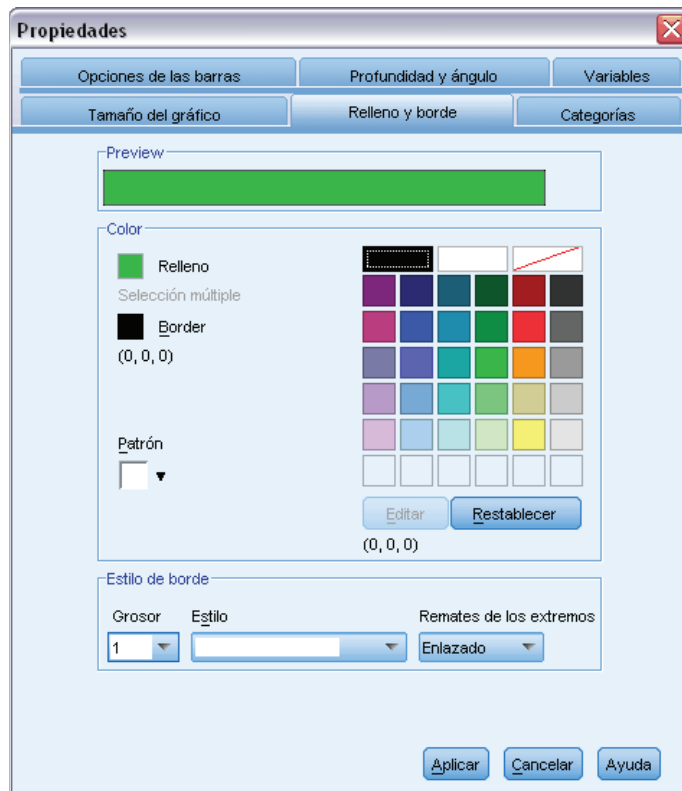 Propiedades
Opciones de las barras Profundidad y ángulo Variables
Tamaño del gráfico Relleno y borde Categorías
Preview
Color
Relleno
Selección múltiple
Border
(0, 0, 0)
Patrón
Editar Restablecer
(0, 0, 0)
Estilo de borde
Grosor Estilo Remates de los extremos
1 Enlazado
Aplicar Cancelar Ayuda